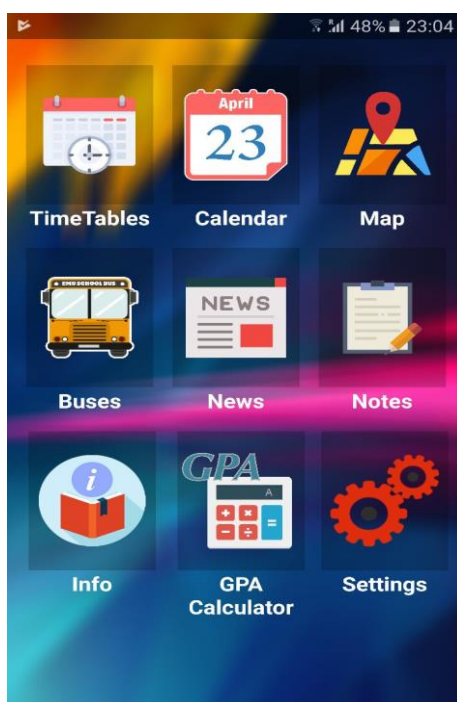 48% 23:04
April
23
TimeTables Calendar Map
EMU SCHOOL BUS
NEWS
Buses News Notes
i
GPA
A
Info GPA Calculator Settings